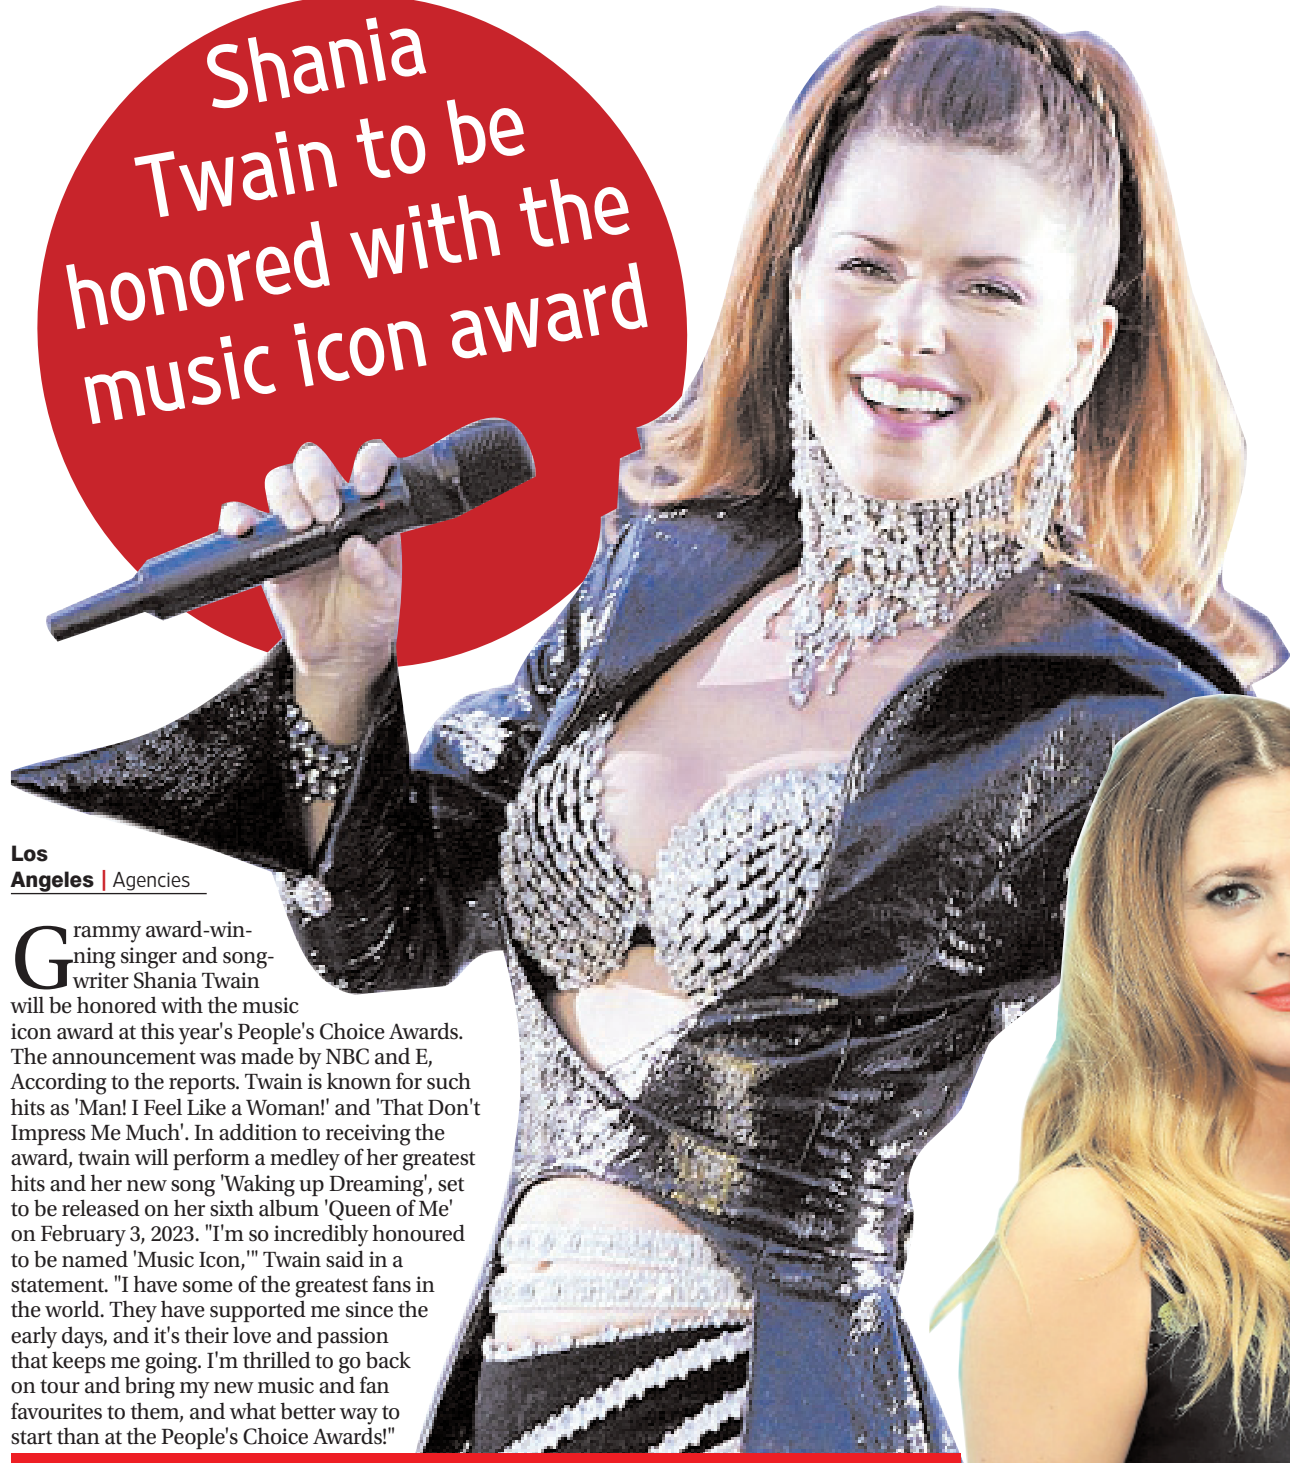 Shania
Twain to be
honored with the
music icon award
Los
Angeles | Agencies
Grammy award-win-
ning singer and song-
writer Shania Twain
will be honored with the music
icon award at this year's People's Choice Awards.
The announcement was made by NBC and E,
According to the reports. Twain is known for such
hits as 'Man! I Feel Like a Woman!' and 'That Don't
Impress Me Much'. In addition to receiving the
award, twain will perform a medley of her greatest
hits and her new song 'Waking up Dreaming', set
to be released on her sixth album 'Queen of Me'
on February 3, 2023. "I'm so incredibly honoured
to be named 'Music Icon,'" Twain said in a
statement. "I have some of the greatest fans in
the world. They have supported me since the
early days, and it's their love and passion
that keeps me going. I'm thrilled to go back
on tour and bring my new music and fan
favourites to them, and what better way to
start than at the People's Choice Awards!"